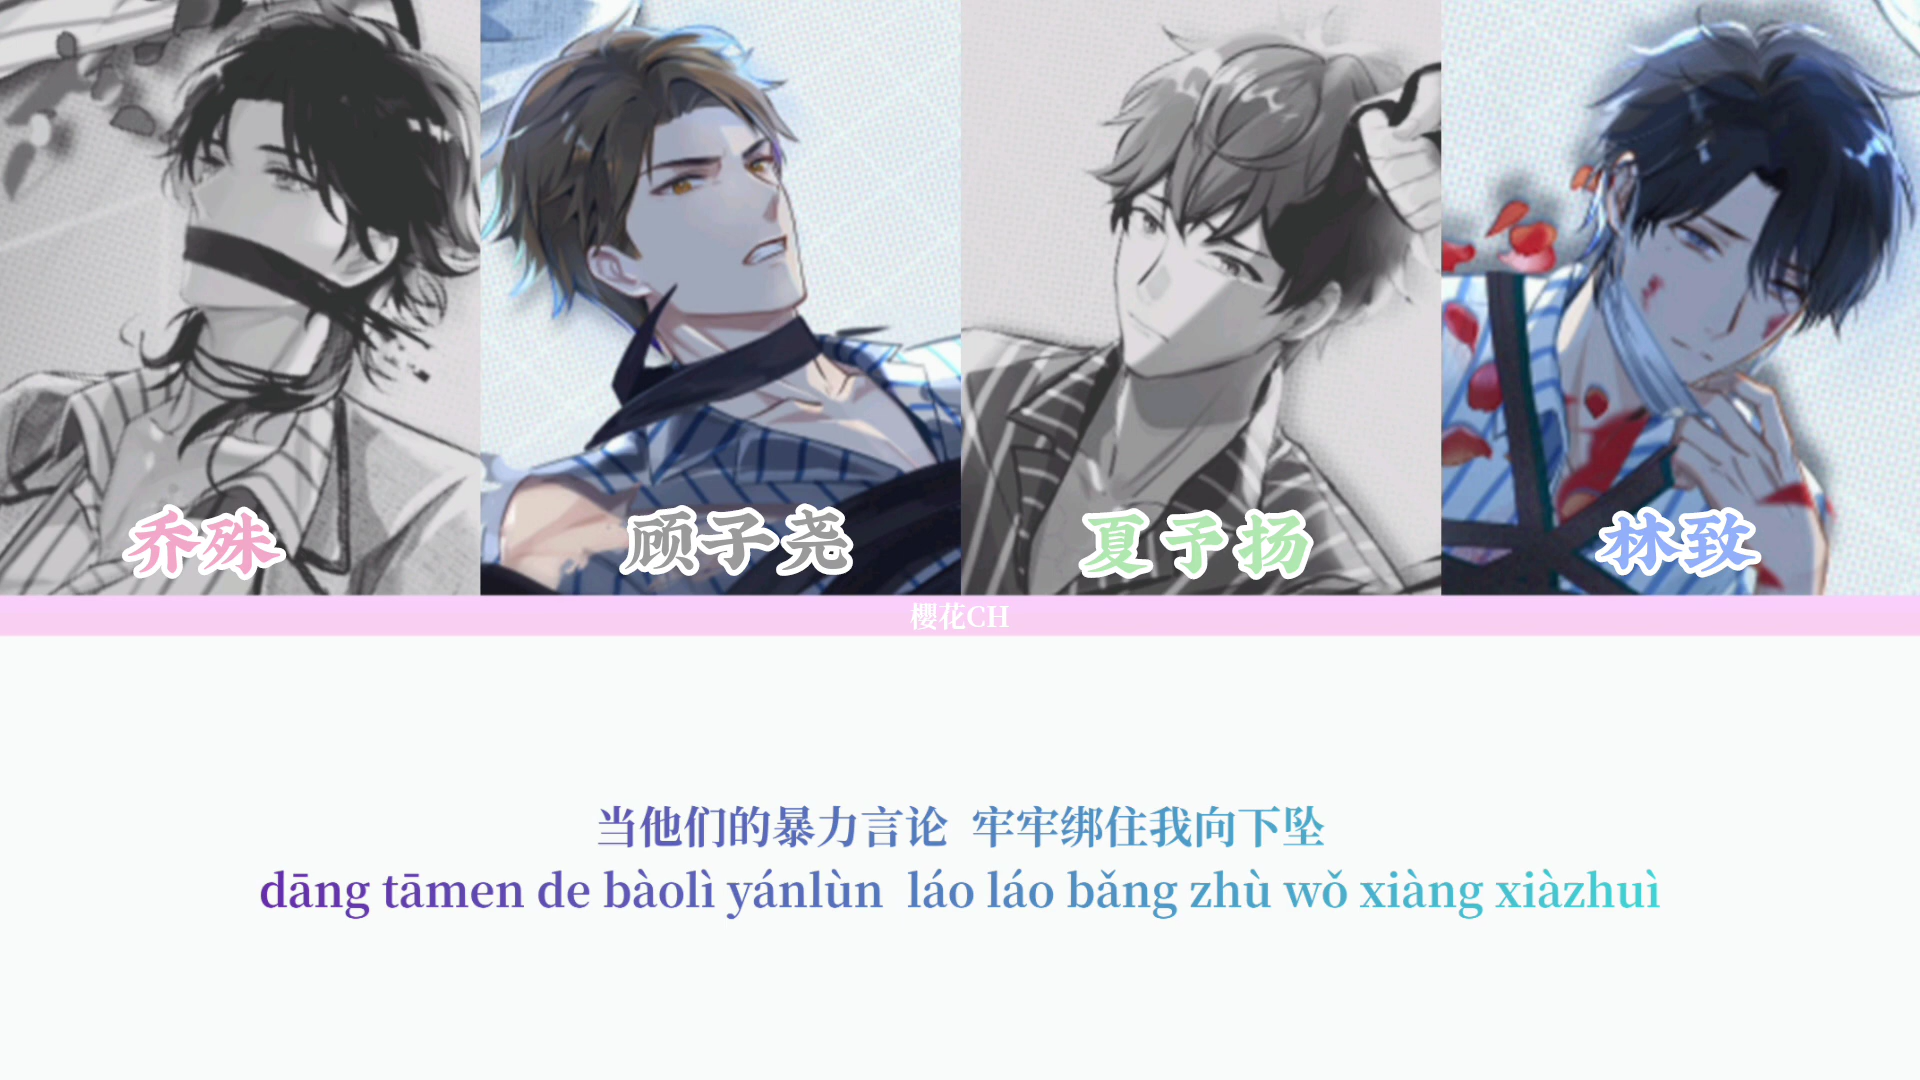 乔殊
顾子尧
夏予扬
林致
櫻花CH
当他们的暴力言论 牢牢绑住我向下坠
dāng tāmen de bàolì yánlùn láo láo bǎng zhù wǒ xiàng xiàzhuì